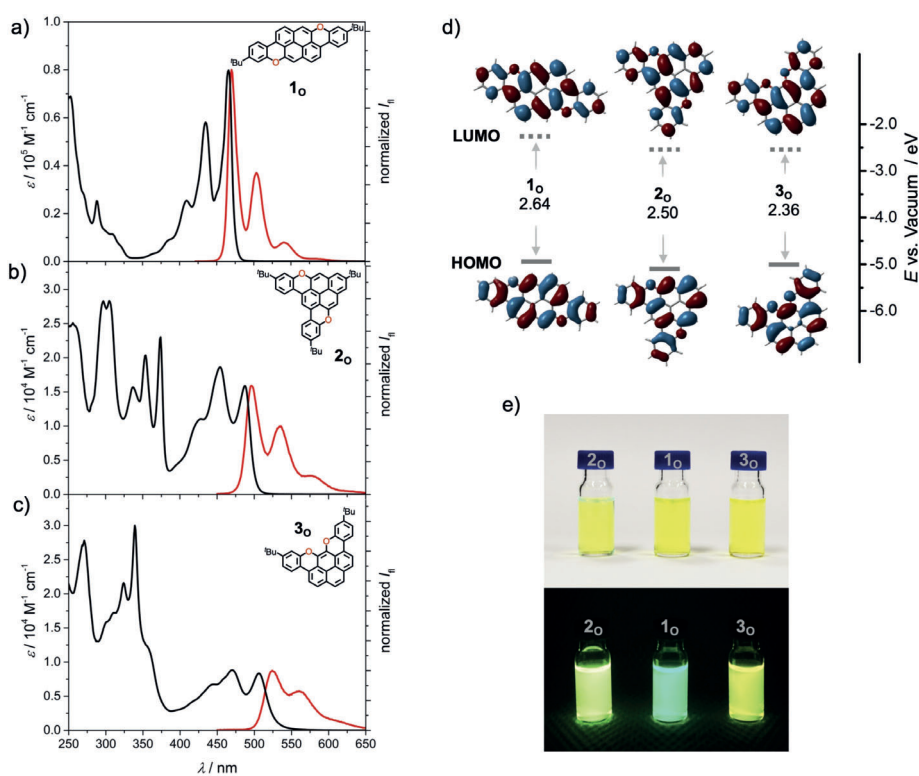 a)
1.0
0.8
0.6
0.4
0.2
0.0
ε / 10⁵ M⁻¹ cm⁻¹
normalized I_fl
O
tBu
tBu
O
1_O
b)
3.0
2.5
2.0
1.5
1.0
0.5
0.0
ε / 10⁴ M⁻¹ cm⁻¹
normalized I_fl
tBu
O
tBu
O
tBu
2_O
c)
3.0
2.5
2.0
1.5
1.0
0.5
0.0
ε / 10⁴ M⁻¹ cm⁻¹
normalized I_fl
3_O
tBu
O
tBu
O
250 300 350 400 450 500 550 600 650
λ / nm
d)
LUMO
1_O 2_O 3_O
2.64 2.50 2.36
HOMO
-2.0
-3.0
-4.0
-5.0
-6.0
E vs. Vacuum / eV
e)
2_O 1_O 3_O
2_O 1_O 3_O